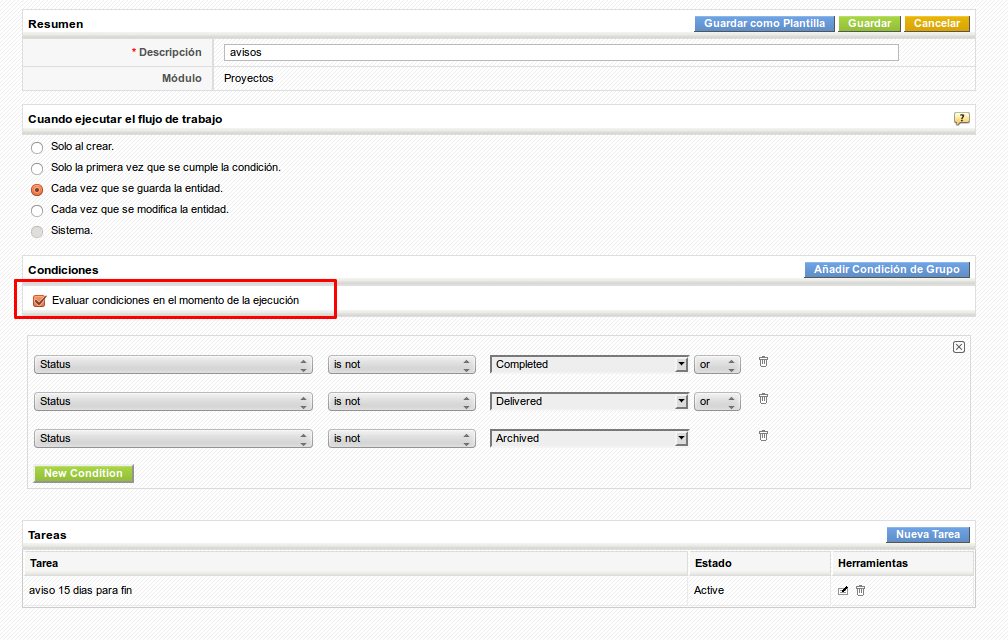 Resumen Guardar como Plantilla Guardar Cancelar
* Descripción avisos
Módulo Proyectos
Cuando ejecutar el flujo de trabajo ?
Solo al crear.
Solo la primera vez que se cumple la condición.
Cada vez que se guarda la entidad.
Cada vez que se modifica la entidad.
Sistema.
Condiciones Añadir Condición de Grupo
Evaluar condiciones en el momento de la ejecución
Status is not Completed or
Status is not Delivered or
Status is not Archived
New Condition
Tareas Nueva Tarea
Tarea Estado Herramientas
aviso 15 dias para fin Active